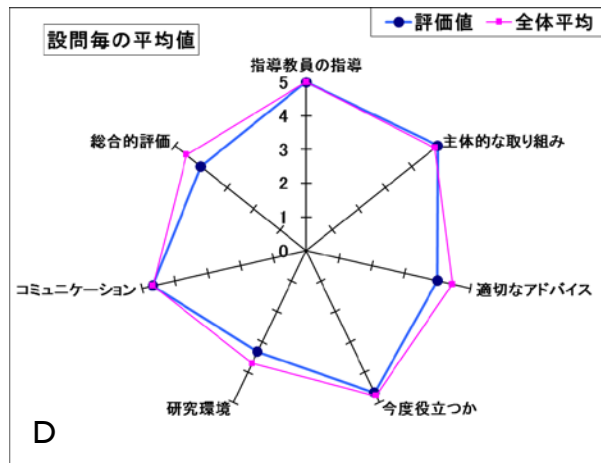 設問毎の平均値
評価値 全体平均
指導教員の指導
5
4
3
2
1
0
主体的な取り組み
適切なアドバイス
今度役立つか
研究環境
コミュニケーション
総合的評価
D